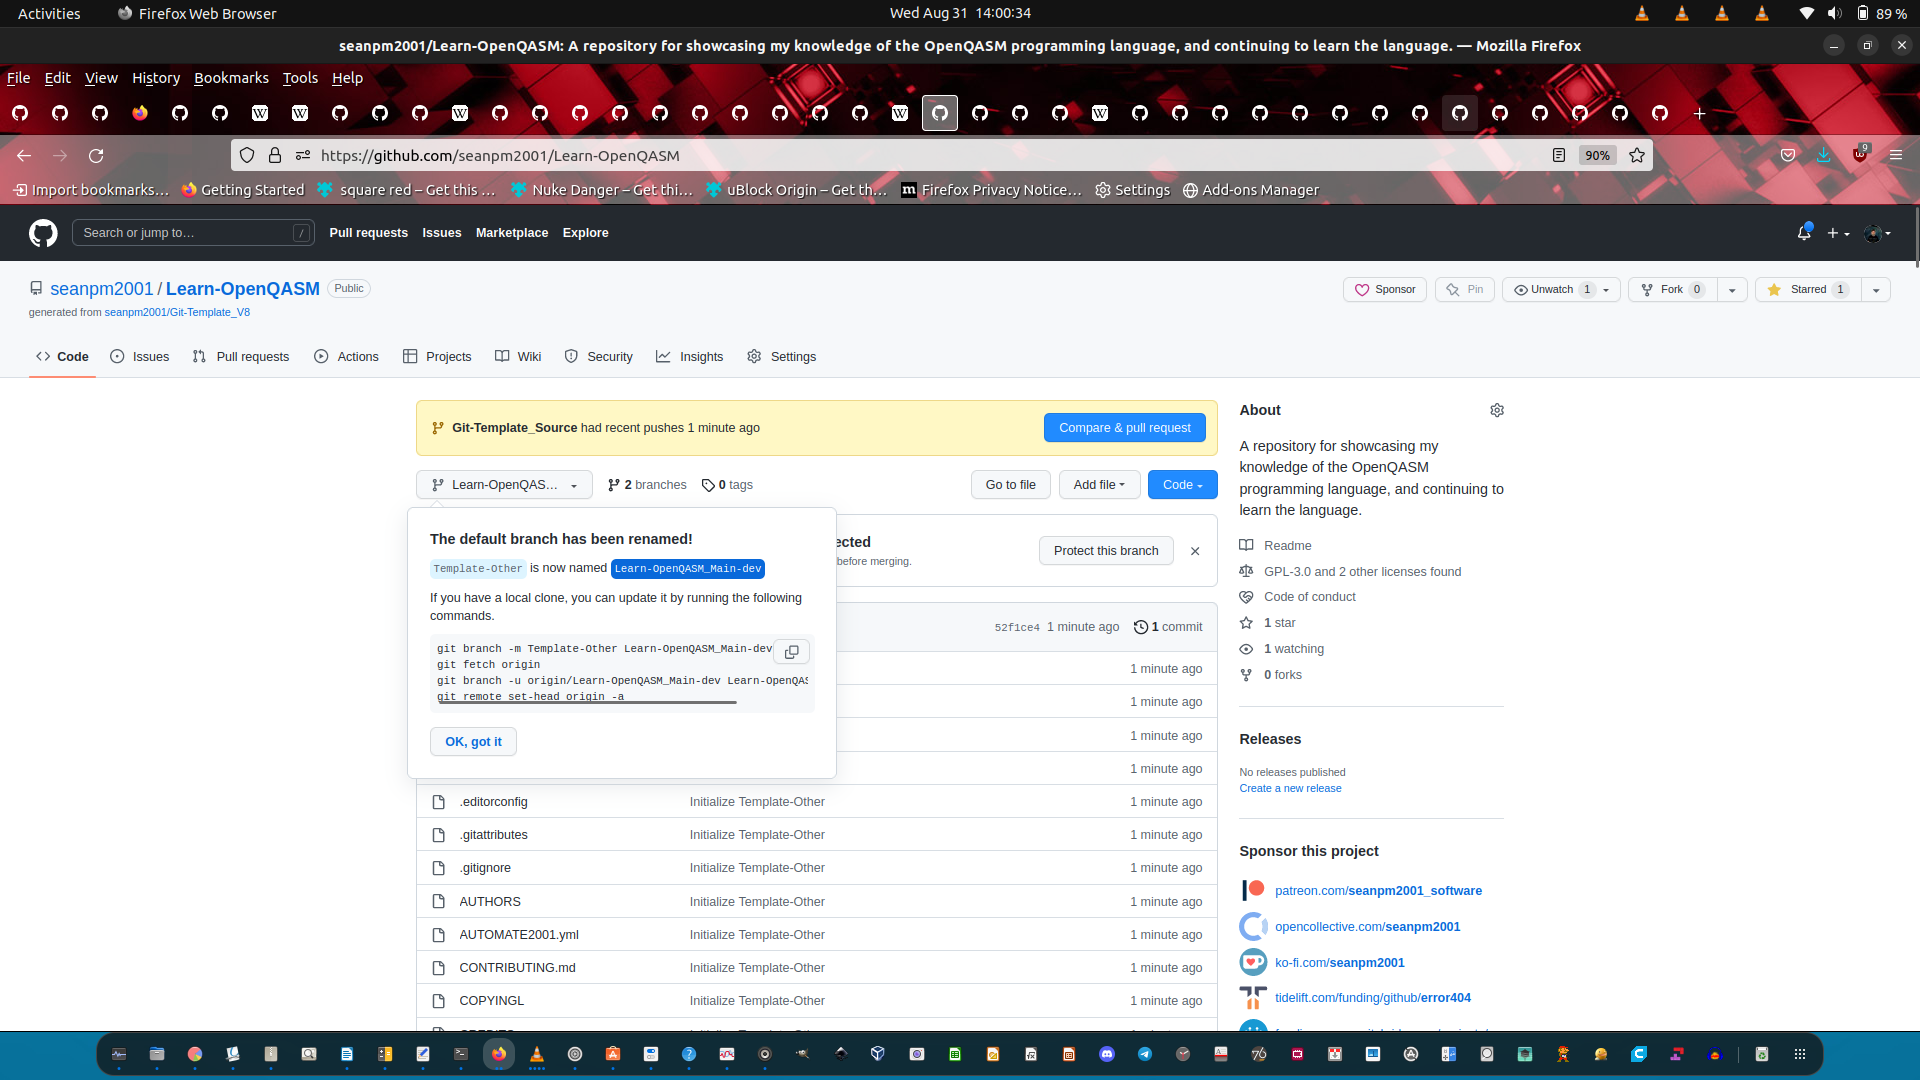 Activities
Firefox Web Browser
Wed Aug 31 14:00:34
89 %
seanpm2001/Learn-OpenQASM: A repository for showcasing my knowledge of the OpenQASM programming language, and continuing to learn the language. — Mozilla Firefox
File Edit View History Bookmarks Tools Help
https://github.com/seanpm2001/Learn-OpenQASM
90%
9
Import bookmarks…
Getting Started
square red – Get this …
Nuke Danger – Get thi…
uBlock Origin – Get th…
Firefox Privacy Notice…
Settings
Add-ons Manager
Search or jump to…
/
Pull requests
Issues
Marketplace
Explore
seanpm2001 / Learn-OpenQASM
Public
generated from seanpm2001/Git-Template_V8
Sponsor
Pin
Unwatch 1
Fork 0
Starred 1
Code
Issues
Pull requests
Actions
Projects
Wiki
Security
Insights
Settings
Git-Template_Source had recent pushes 1 minute ago
Compare & pull request
Learn-OpenQAS…
2 branches
0 tags
Go to file
Add file
Code
The default branch has been renamed!
Template-Other is now named Learn-OpenQASM_Main-dev
If you have a local clone, you can update it by running the following
commands.
git branch -m Template-Other Learn-OpenQASM_Main-dev
git fetch origin
git branch -u origin/Learn-OpenQASM_Main-dev Learn-OpenQAS
git remote set-head origin -a
OK, got it
ected
before merging.
Protect this branch
52f1ce4 1 minute ago
1 commit
1 minute ago
1 minute ago
1 minute ago
1 minute ago
.editorconfig Initialize Template-Other 1 minute ago
.gitattributes Initialize Template-Other 1 minute ago
.gitignore Initialize Template-Other 1 minute ago
AUTHORS Initialize Template-Other 1 minute ago
AUTOMATE2001.yml Initialize Template-Other 1 minute ago
CONTRIBUTING.md Initialize Template-Other 1 minute ago
COPYINGL Initialize Template-Other 1 minute ago
About
A repository for showcasing my
knowledge of the OpenQASM
programming language, and continuing to
learn the language.
Readme
GPL-3.0 and 2 other licenses found
Code of conduct
1 star
1 watching
0 forks
Releases
No releases published
Create a new release
Sponsor this project
patreon.com/seanpm2001_software
opencollective.com/seanpm2001
ko-fi.com/seanpm2001
tidelift.com/funding/github/error404